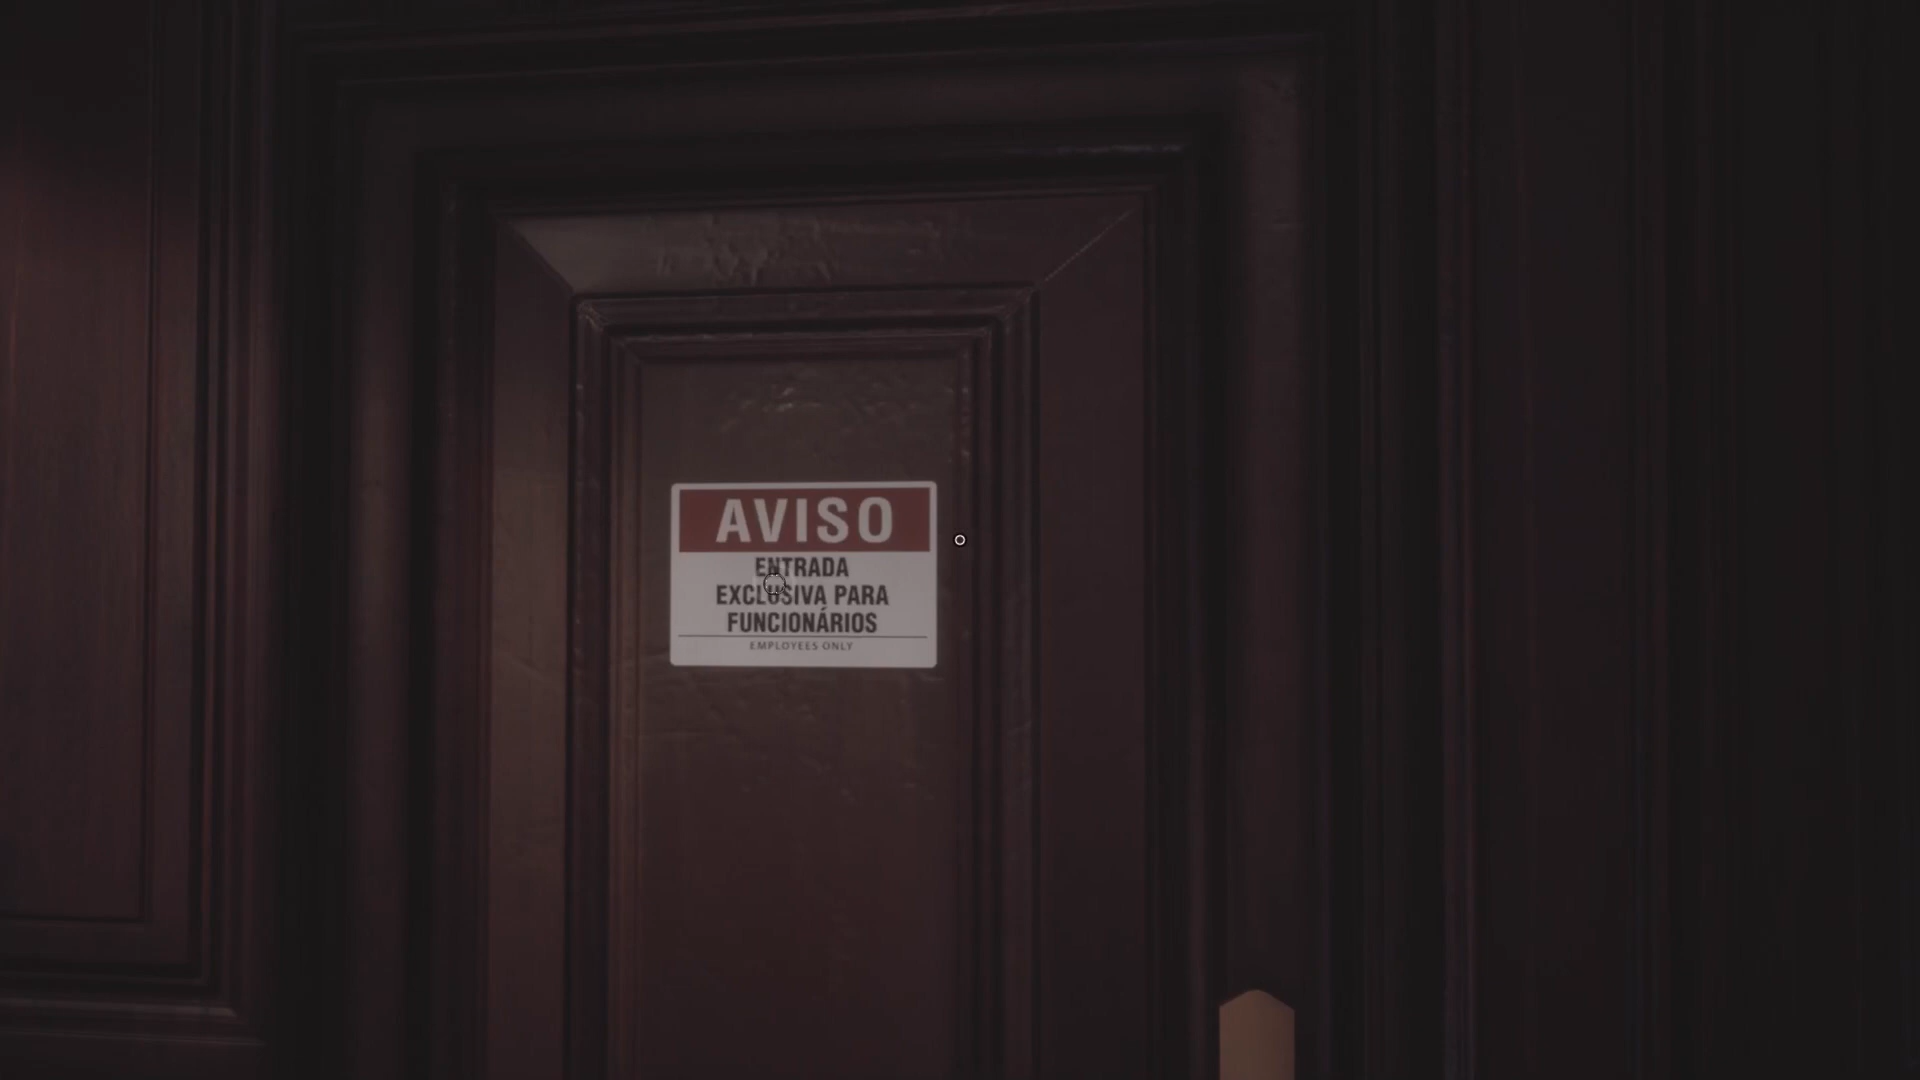 AVISO
ENTRADA
EXCLUSIVA PARA
FUNCIONÁRIOS
EMPLOYEES ONLY